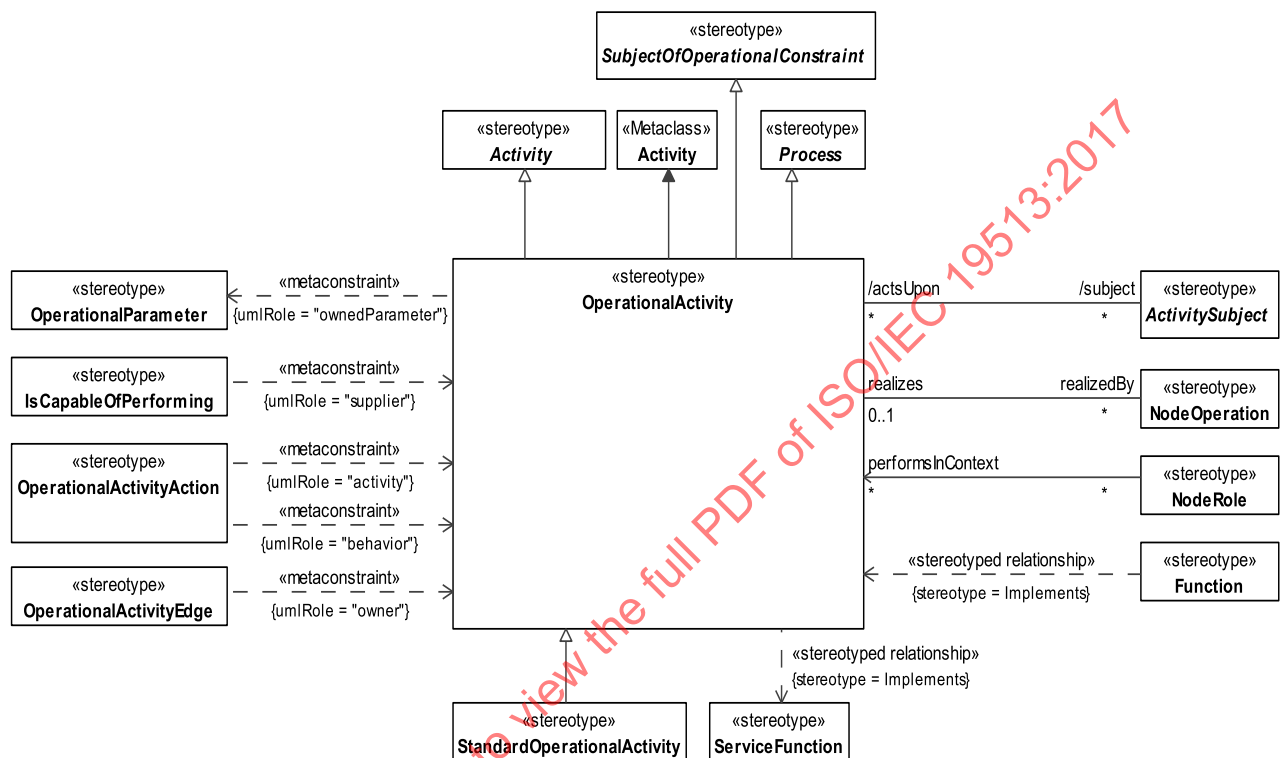 «stereotype»
SubjectOfOperationalConstraint
«stereotype»
Activity
«Metaclass»
Activity
«stereotype»
Process
«stereotype»
OperationalActivity
«stereotype»
OperationalParameter
«metaconstraint»
{umlRole = "ownedParameter"}
«stereotype»
IsCapableOfPerforming
«metaconstraint»
{umlRole = "supplier"}
«stereotype»
OperationalActivityAction
«metaconstraint»
{umlRole = "activity"}
«metaconstraint»
{umlRole = "behavior"}
«stereotype»
OperationalActivityEdge
«metaconstraint»
{umlRole = "owner"}
/actsUpon
/subject
*
*
«stereotype»
ActivitySubject
realizes
realizedBy
0..1
*
«stereotype»
NodeOperation
performsInContext
*
*
«stereotype»
NodeRole
«stereotyped relationship»
{stereotype = Implements}
«stereotype»
Function
«stereotyped relationship»
{stereotype = Implements}
«stereotype»
StandardOperationalActivity
«stereotype»
ServiceFunction
to view the full PDF of ISO/IEC 19513:2017